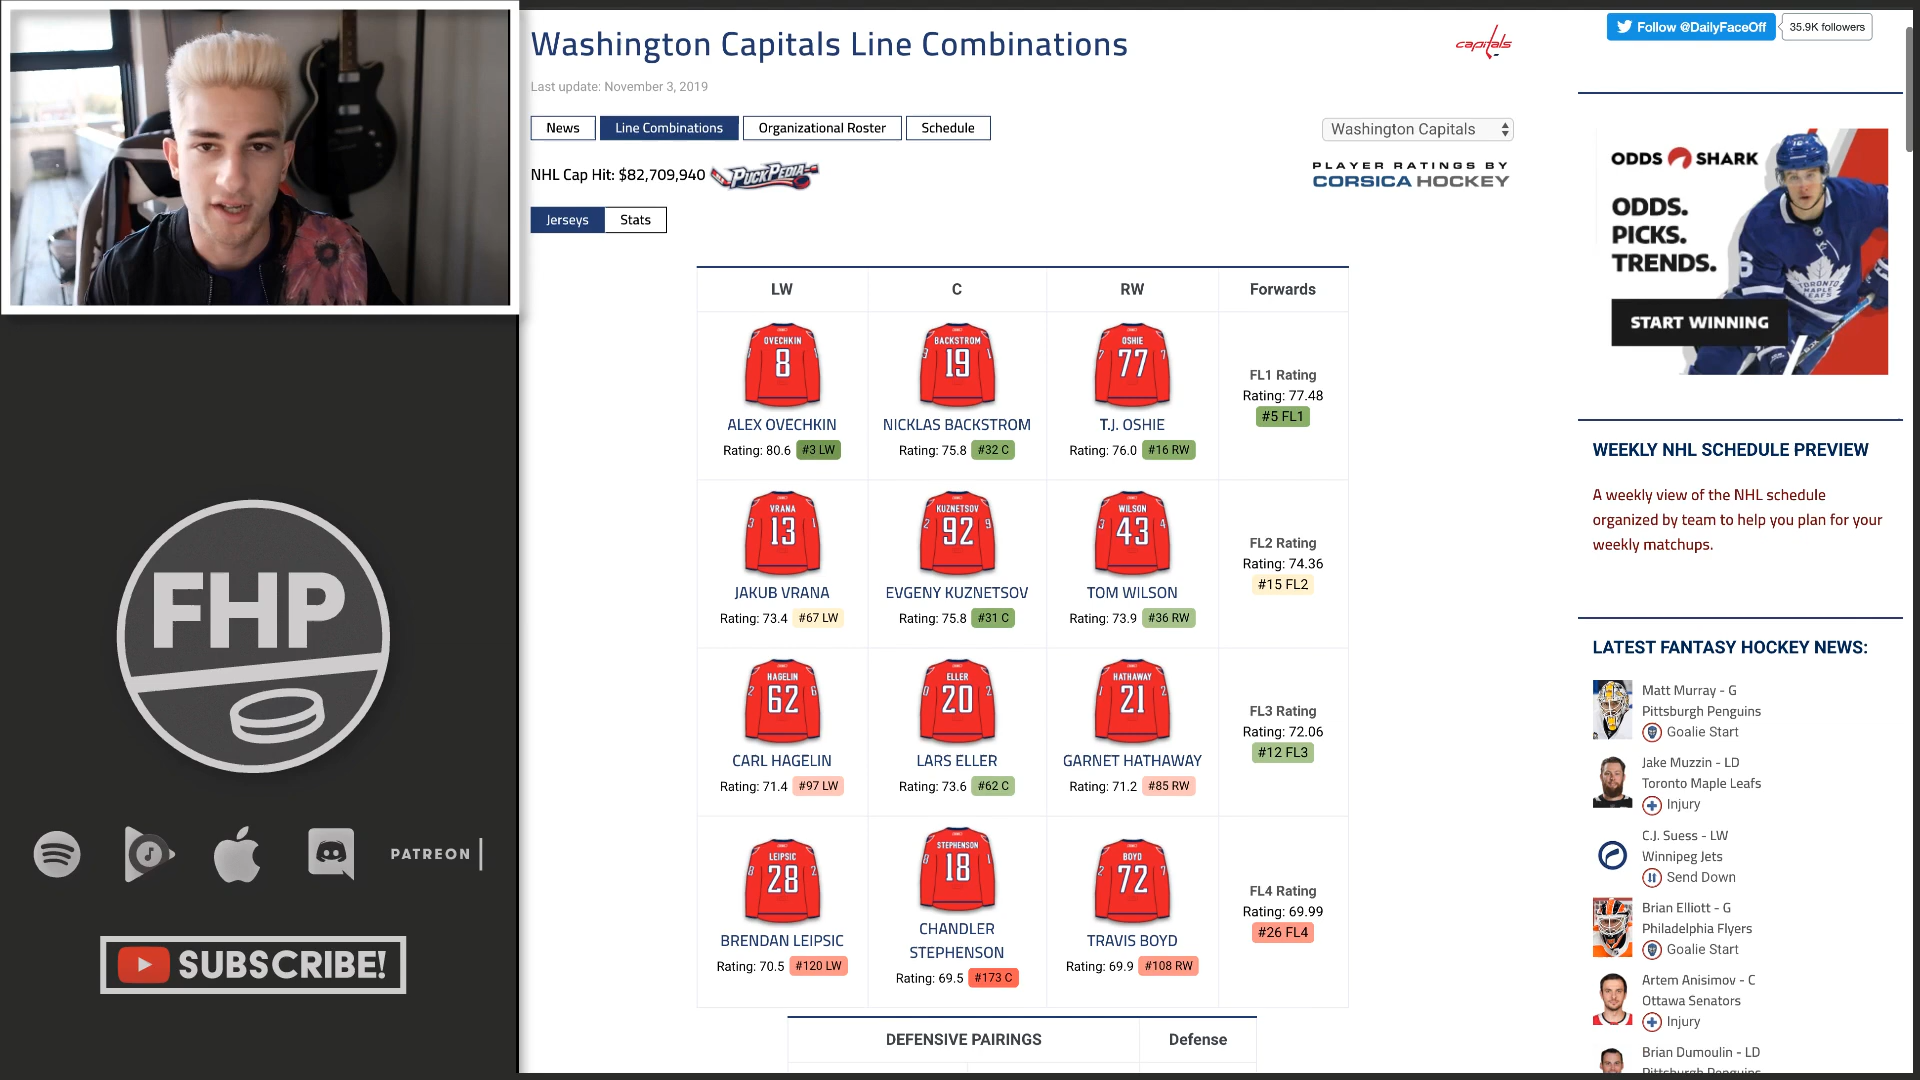 Washington Capitals Line Combinations
capitals
Last update: November 3, 2019
News
Line Combinations
Organizational Roster
Schedule
Washington Capitals
NHL Cap Hit: $82,709,940
PUCKPEDIA
PLAYER RATINGS BY
CORSICA HOCKEY
Jerseys
Stats
LW C RW Forwards
OVECHKIN
8
BACKSTROM
19
OSHIE
77
ALEX OVECHKIN
Rating: 80.6 #3 LW
NICKLAS BACKSTROM
Rating: 75.8 #32 C
T.J. OSHIE
Rating: 76.0 #16 RW
FL1 Rating
Rating: 77.48
#5 FL1
VRANA
13
KUZNETSOV
92
WILSON
43
JAKUB VRANA
Rating: 73.4 #67 LW
EVGENY KUZNETSOV
Rating: 75.8 #31 C
TOM WILSON
Rating: 73.9 #36 RW
FL2 Rating
Rating: 74.36
#15 FL2
HAGELIN
62
ELLER
20
HATHAWAY
21
CARL HAGELIN
Rating: 71.4 #97 LW
LARS ELLER
Rating: 73.6 #62 C
GARNET HATHAWAY
Rating: 71.2 #85 RW
FL3 Rating
Rating: 72.06
#12 FL3
LEIPSIC
28
STEPHENSON
18
BOYD
72
BRENDAN LEIPSIC
Rating: 70.5 #120 LW
CHANDLER
STEPHENSON
Rating: 69.5 #173 C
TRAVIS BOYD
Rating: 69.9 #108 RW
FL4 Rating
Rating: 69.99
#26 FL4
DEFENSIVE PAIRINGS Defense
Follow @DailyFaceOff
35.9K followers
ODDS SHARK
ODDS.
PICKS.
TRENDS.
START WINNING
TORONTO
MAPLE
LEAFS
WEEKLY NHL SCHEDULE PREVIEW
A weekly view of the NHL schedule
organized by team to help you plan for your
weekly matchups.
LATEST FANTASY HOCKEY NEWS:
Matt Murray - G
Pittsburgh Penguins
Goalie Start
Jake Muzzin - LD
Toronto Maple Leafs
Injury
C.J. Suess - LW
Winnipeg Jets
Send Down
Brian Elliott - G
Philadelphia Flyers
Goalie Start
Artem Anisimov - C
Ottawa Senators
Injury
Brian Dumoulin - LD
Pittsburgh Penguins
FHP
PATREON
SUBSCRIBE!